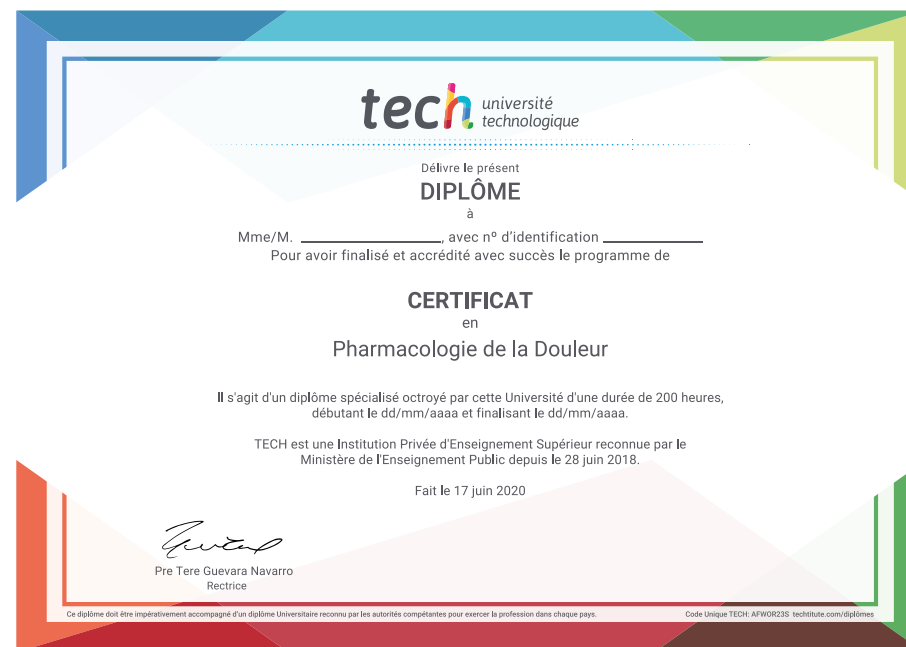 tech université
technologique
Délivre le présent
DIPLÔME
à
Mme/M. ____________________, avec nº d'identification ______________
Pour avoir finalisé et accrédité avec succès le programme de
CERTIFICAT
en
Pharmacologie de la Douleur
Il s'agit d'un diplôme spécialisé octroyé par cette Université d'une durée de 200 heures,
débutant le dd/mm/aaaa et finalisant le dd/mm/aaaa.
TECH est une Institution Privée d'Enseignement Supérieur reconnue par le
Ministère de l'Enseignement Public depuis le 28 juin 2018.
Fait le 17 juin 2020
Pre Tere Guevara Navarro
Rectrice
Ce diplôme doit être impérativement accompagné d'un diplôme Universitaire reconnu par les autorités compétantes pour exercer la profession dans chaque pays. Code Unique TECH: AFWOR23S techtitute.com/diplômes